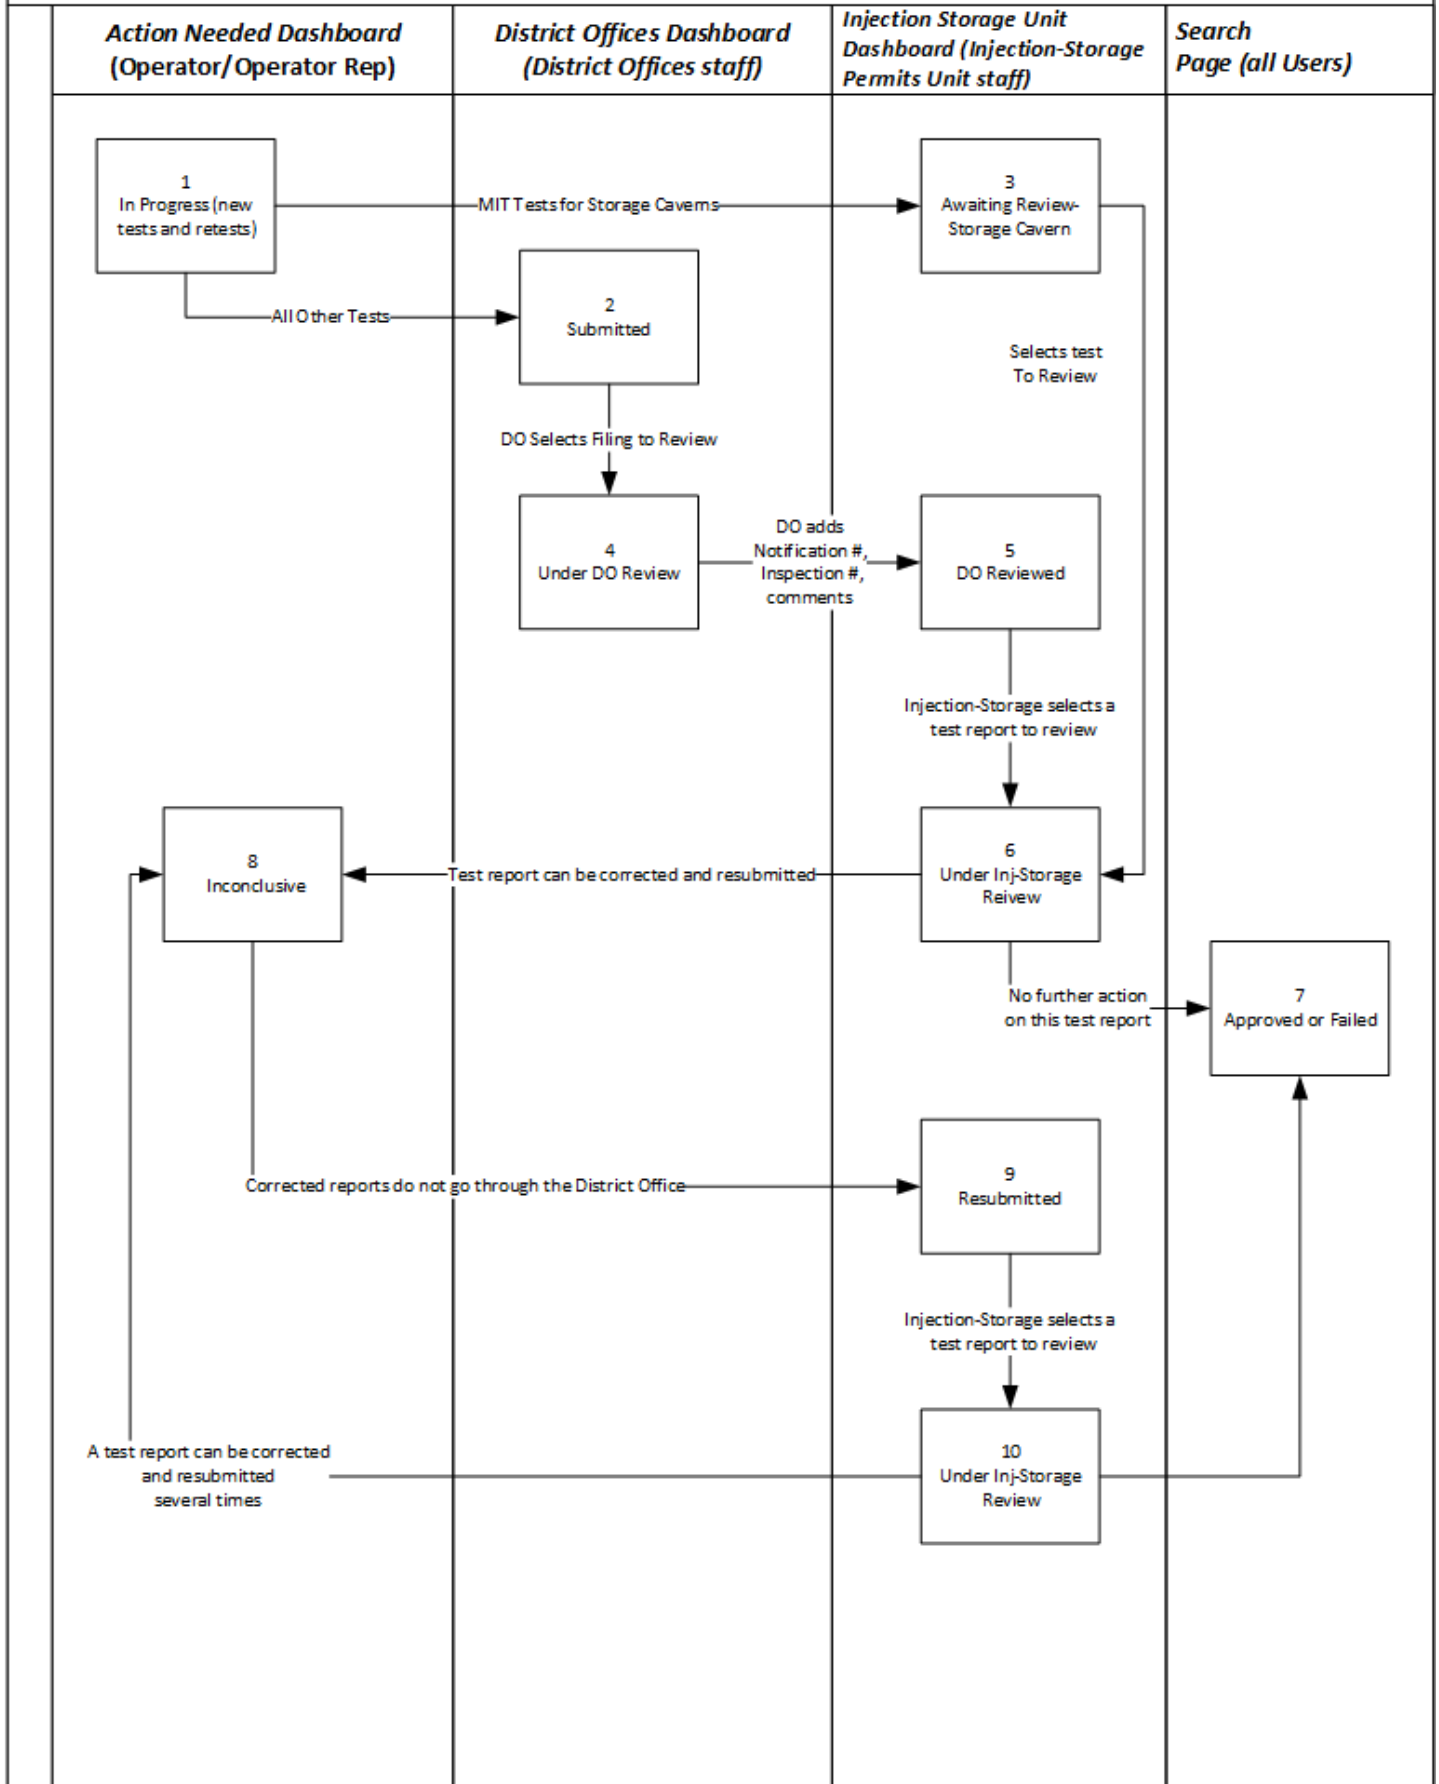 Action Needed Dashboard
(Operator/Operator Rep)
District Offices Dashboard
(District Offices staff)
Injection Storage Unit
Dashboard (Injection-Storage
Permits Unit staff)
Search
Page (all Users)
1
In Progress (new
tests and retests)
MIT Tests for Storage Caverns
3
Awaiting Review-
Storage Cavern
All Other Tests
2
Submitted
Selects test
To Review
DO Selects Filing to Review
4
Under DO Review
DO adds
Notification #,
Inspection #,
comments
5
DO Reviewed
Injection-Storage selects a
test report to review
8
Inconclusive
Test report can be corrected and resubmitted
6
Under Inj-Storage
Reivew
No further action
on this test report
7
Approved or Failed
Corrected reports do not go through the District Office
9
Resubmitted
Injection-Storage selects a
test report to review
A test report can be corrected
and resubmitted
several times
10
Under Inj-Storage
Review